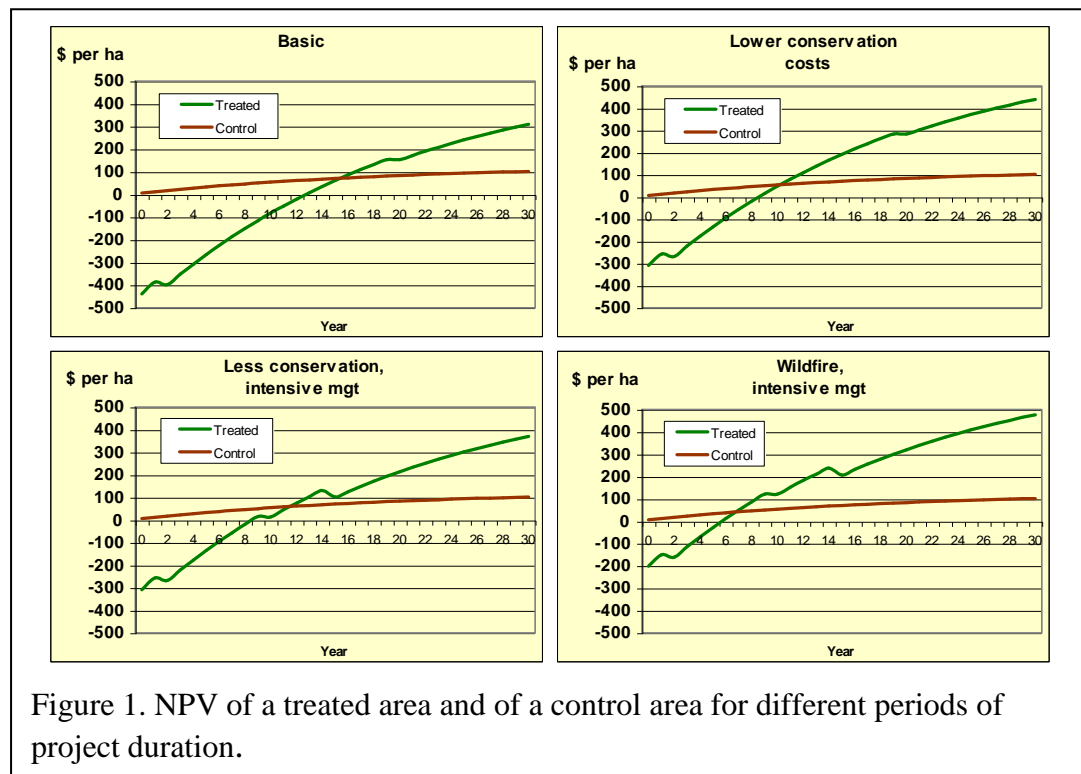 Basic
$ per ha
500
400
300
200
100
0
-100
-200
-300
-400
-500
Treated
Control
0 2 4 6 8 10 12 14 16 18 20 22 24 26 28 30
Year
Lower conservation
costs
$ per ha
500
400
300
200
100
0
-100
-200
-300
-400
-500
Treated
Control
0 2 4 6 8 10 12 14 16 18 20 22 24 26 28 30
Year
Less conservation,
intensive mgt
$ per ha
500
400
300
200
100
0
-100
-200
-300
-400
-500
Treated
Control
0 2 4 6 8 10 12 14 16 18 20 22 24 26 28 30
Year
Wildfire,
intensive mgt
$ per ha
500
400
300
200
100
0
-100
-200
-300
-400
-500
Treated
Control
0 2 4 6 8 10 12 14 16 18 20 22 24 26 28 30
Year
Figure 1. NPV of a treated area and of a control area for different periods of
project duration.